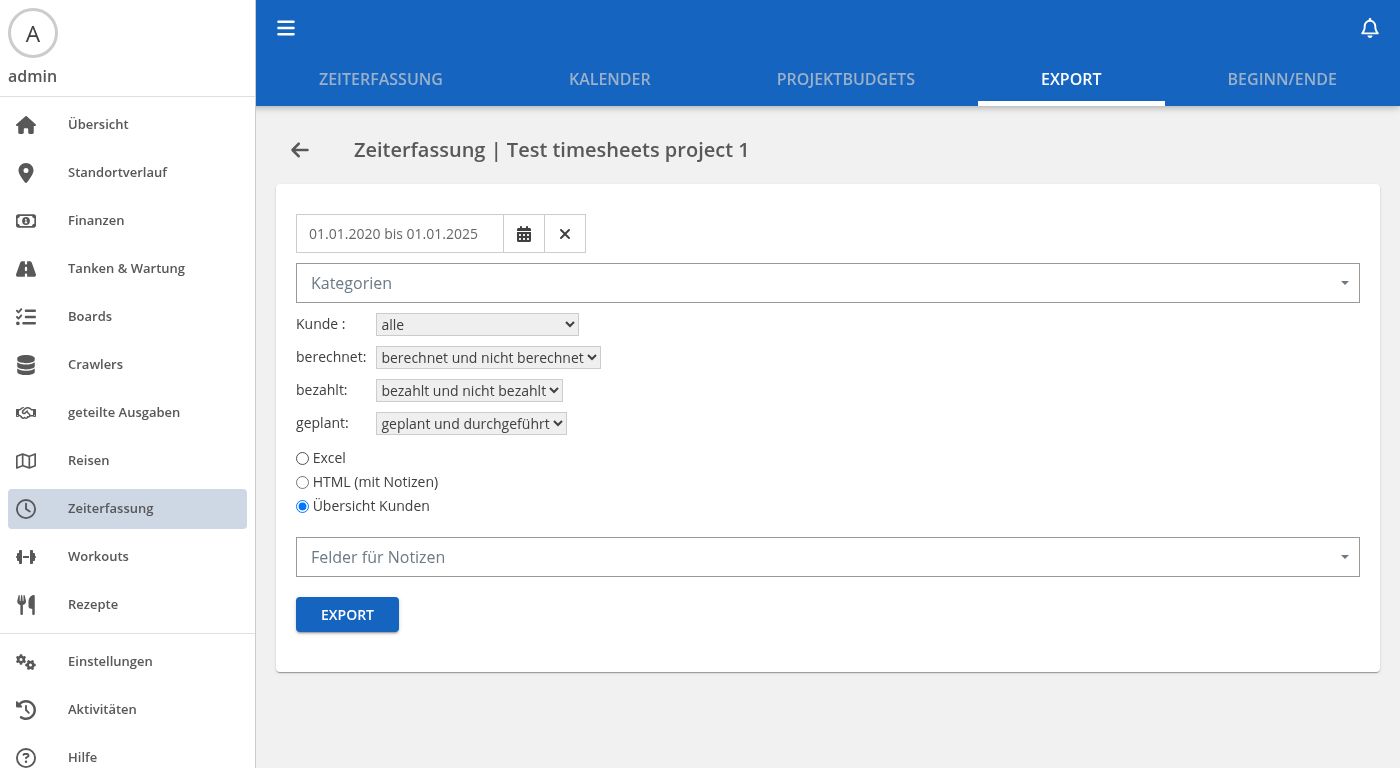 A
admin
Übersicht
Standortverlauf
Finanzen
Tanken & Wartung
Boards
Crawlers
geteilte Ausgaben
Reisen
Zeiterfassung
Workouts
Rezepte
Einstellungen
Aktivitäten
Hilfe
ZEITERFASSUNG KALENDER PROJEKTBUDGETS EXPORT BEGINN/ENDE
Zeiterfassung | Test timesheets project 1
01.01.2020 bis 01.01.2025
Kategorien
Kunde : alle
berechnet: berechnet und nicht berechnet
bezahlt: bezahlt und nicht bezahlt
geplant: geplant und durchgeführt
Excel
HTML (mit Notizen)
Übersicht Kunden
Felder für Notizen
EXPORT